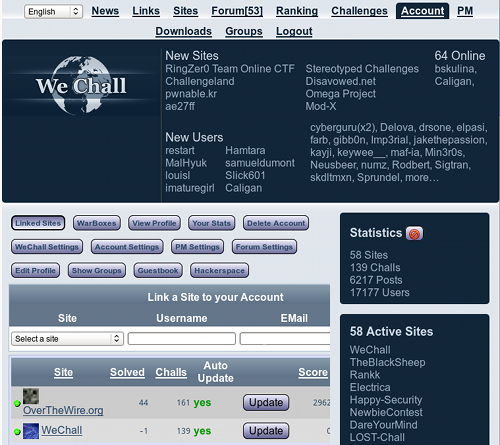 English News Links Sites Forum[53] Ranking Challenges Account PM
Downloads Groups Logout
We Chall
New Sites
RingZer0 Team Online CTF
Challengeland
pwnable.kr
ae27ff
Stereotyped Challenges
Disavowed.net
Omega Project
Mod-X
64 Online
bskulina,
Caligan,
cyberguru(x2), Delova, drsone, elpasi,
farb, gibb0n, Imp3rial, jakethepassion,
kayji, keywee__, maf-ia, Min3r0s,
Neusbeer, numz, Rodbert, Sigtran,
skdltmxn, Sprundel, more...
New Users
restart
MalHyuk
louisl
imaturegirl
Hamtara
samueldumont
Slick601
Caligan
Linked Sites WarBoxes View Profile Your Stats Delete Account
WeChall Settings Account Settings PM Settings Forum Settings
Edit Profile Show Groups Guestbook Hackerspace
Link a Site to your Account
Site Username EMail
Select a site
Site Solved Challs Auto Update Score
OverTheWire.org 44 161 yes Update 2962
WeChall -1 139 yes Update
Statistics
58 Sites
139 Challs
6217 Posts
17177 Users
58 Active Sites
WeChall
TheBlackSheep
Rankk
Electrica
Happy-Security
NewbieContest
DareYourMind
LOST-Chall